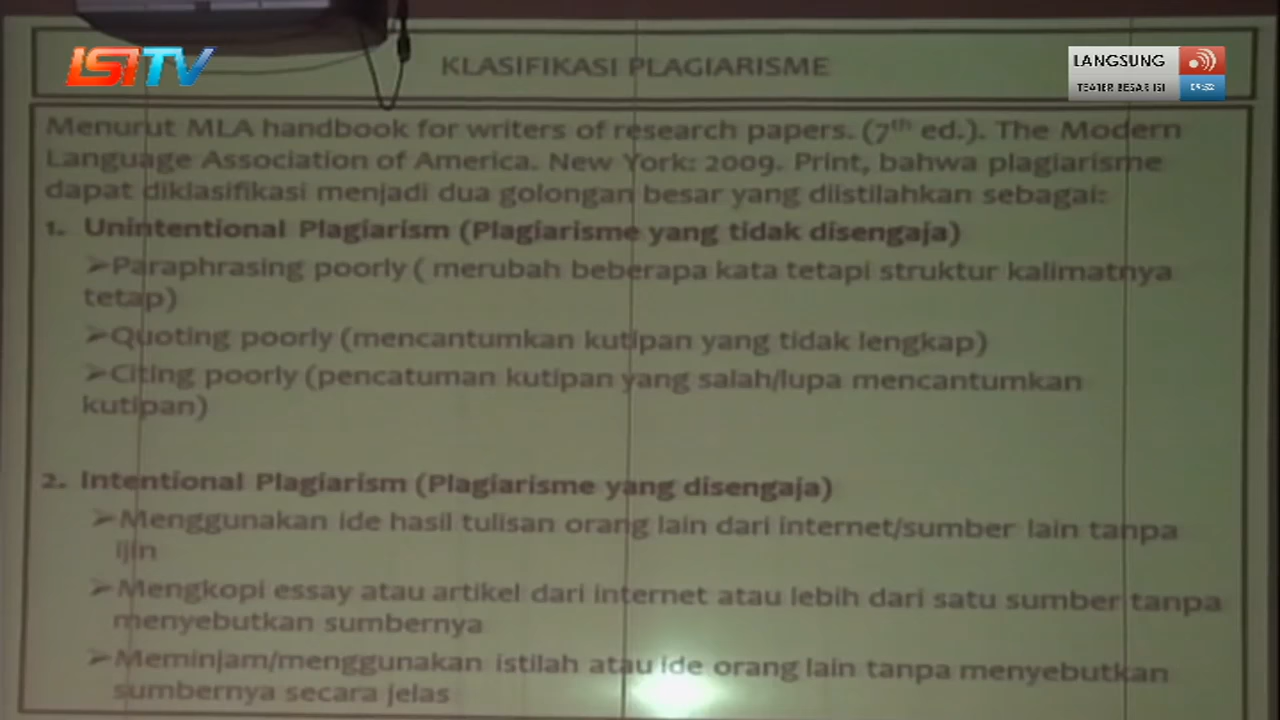 ISI TV
LANGSUNG
TEATER BESAR ISI
KLASIFIKASI PLAGIARISME
Menurut MLA handbook for writers of research papers. (7th ed.). The Modern
Language Association of America. New York: 2009. Print, bahwa plagiarisme
dapat diklasifikasi menjadi dua golongan besar yang diistilahkan sebagai:
1. Unintentional Plagiarism (Plagiarisme yang tidak disengaja)
➢Paraphrasing poorly ( merubah beberapa kata tetapi struktur kalimatnya
tetap)
➢Quoting poorly (mencantumkan kutipan yang tidak lengkap)
➢Citing poorly (pencatuman kutipan yang salah/lupa mencantumkan
kutipan)
2. Intentional Plagiarism (Plagiarisme yang disengaja)
➢Menggunakan ide hasil tulisan orang lain dari internet/sumber lain tanpa
ijin
➢Mengkopi essay atau artikel dari internet atau lebih dari satu sumber tanpa
menyebutkan sumbernya
➢Meminjam/menggunakan istilah atau ide orang lain tanpa menyebutkan
sumbernya secara jelas